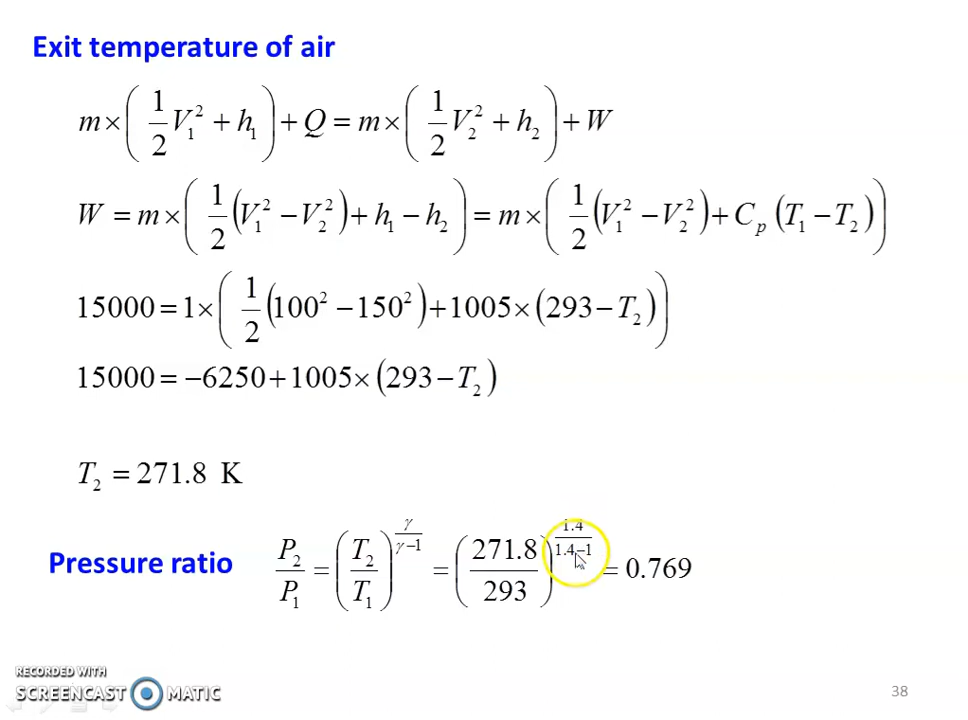 Exit temperature of air
m × (1/2 V₁² + h₁) + Q = m × (1/2 V₂² + h₂) + W
W = m × (1/2 (V₁² − V₂²) + h₁ − h₂) = m × (1/2 (V₁² − V₂²) + C_p (T₁ − T₂))
15000 = 1 × (1/2 (100² − 150²) + 1005 × (293 − T₂))
15000 = −6250 + 1005 × (293 − T₂)
T₂ = 271.8 K
Pressure ratio P₂/P₁ = (T₂/T₁)^(γ/(γ−1)) = (271.8/293)^(1.4/(1.4−1)) = 0.769
RECORDED WITH
SCREENCAST MATIC
38